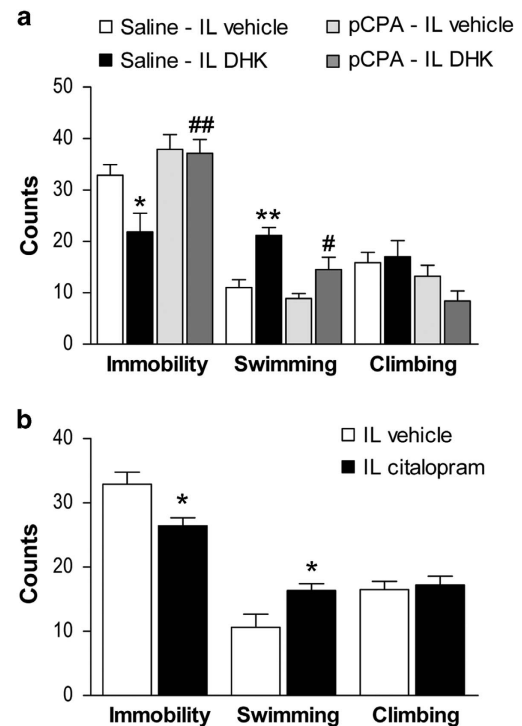 a
Saline - IL vehicle
pCPA - IL vehicle
Saline - IL DHK
pCPA - IL DHK
50
40
30
20
10
0
Counts
*
##
**
#
Immobility Swimming Climbing
b
IL vehicle
IL citalopram
40
30
20
10
0
Counts
*
*
Immobility Swimming Climbing